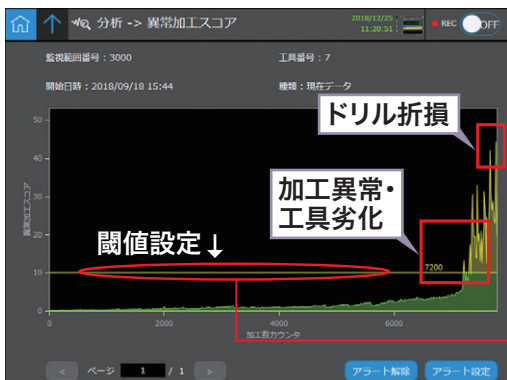 分析 -> 異常加工スコア
2018/12/25
11:20:51
REC
OFF
監視範囲番号：3000
工具番号：7
開始日時：2018/09/18 15:44
種類：現在データ
ドリル折損
加工異常・
工具劣化
閾値設定↓
7200
異常加工スコア
50
40
30
20
10
0
0
2000
4000
6000
加工数カウンタ
<
ページ
1
/ 1
>
アラート解除
アラート設定